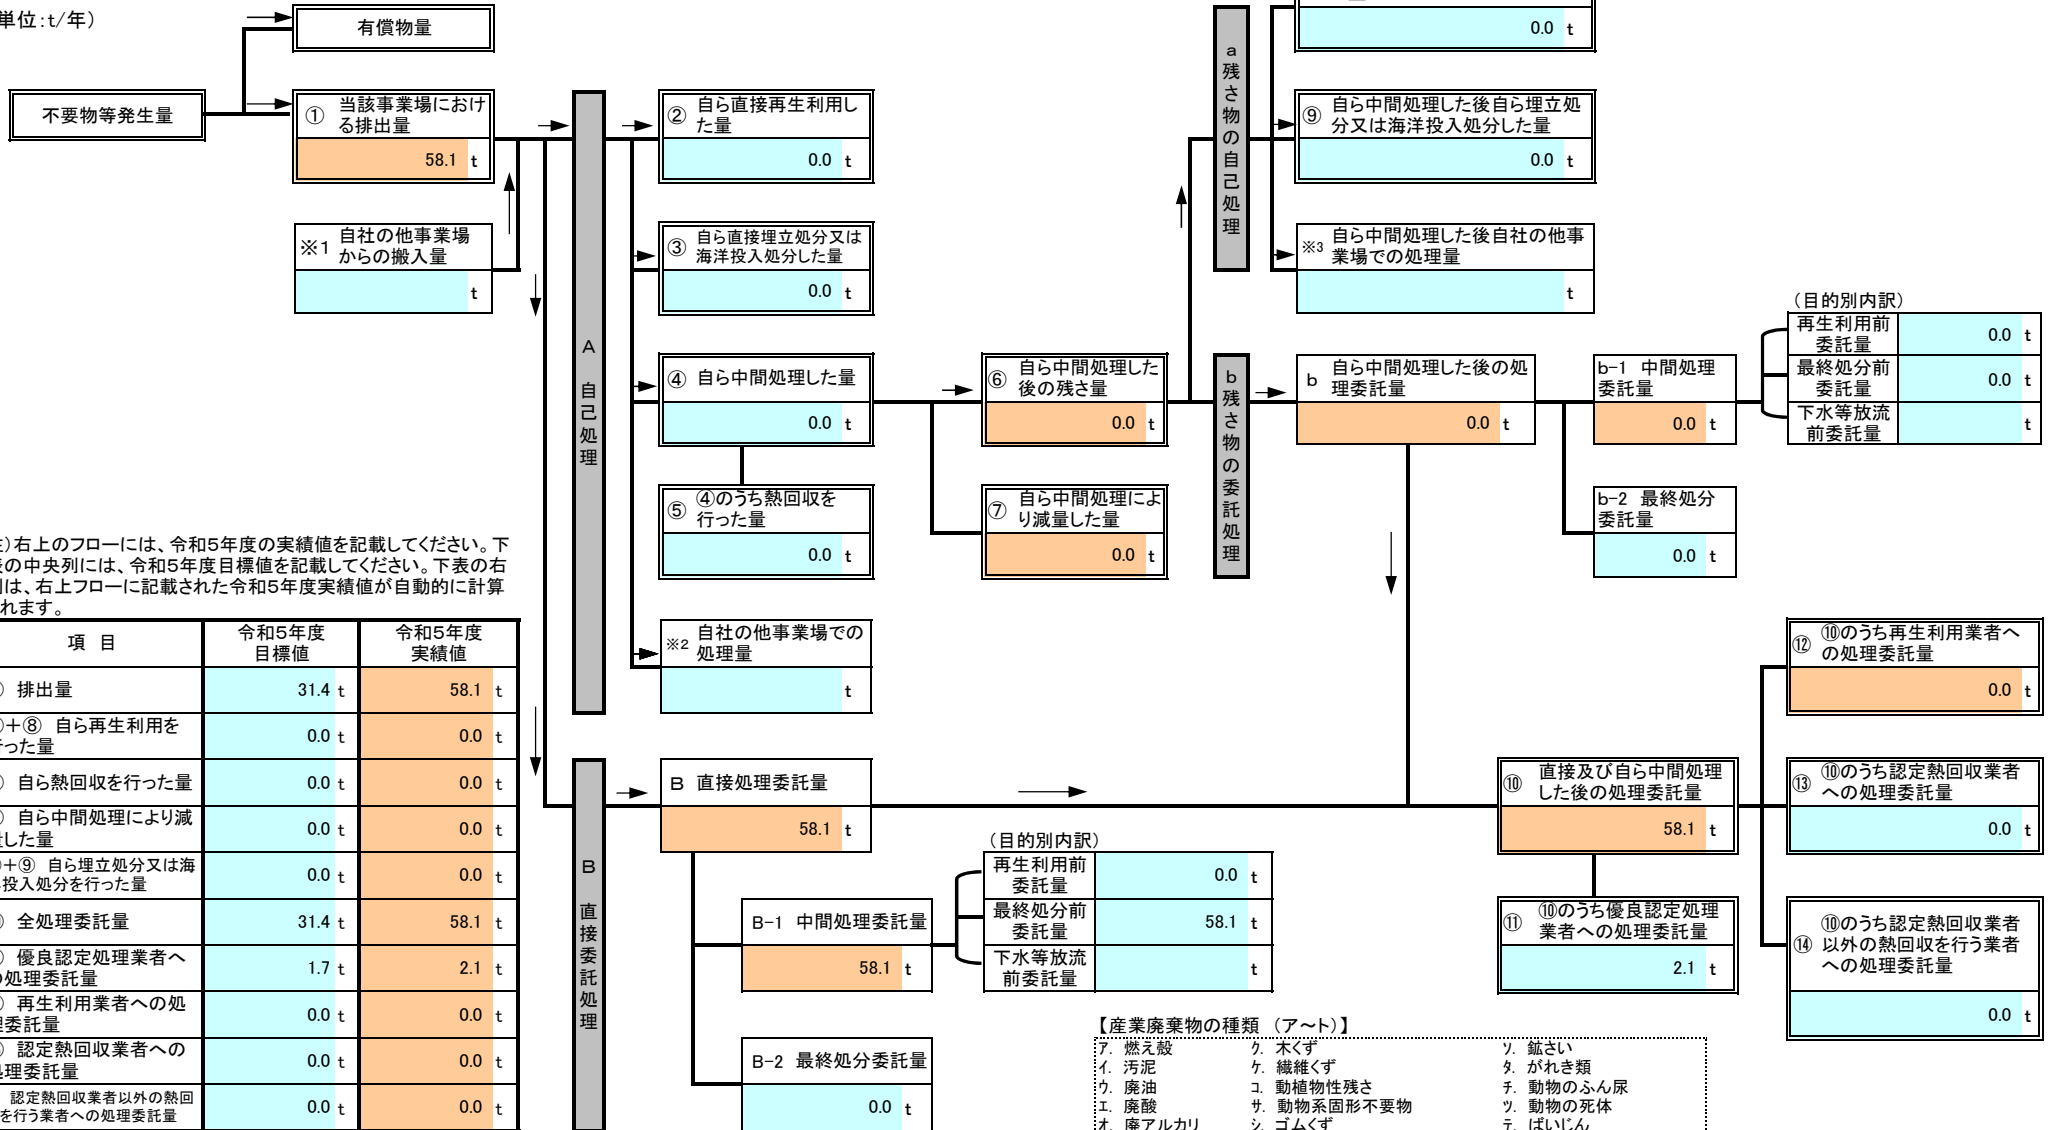 単位：t/年）
有償物量
不要物等発生量
① 当該事業場におけ
る排出量
58.1 t
※1 自社の他事業場
からの搬入量
t
A 自己処理
② 自ら直接再生利用し
た量
0.0 t
③ 自ら直接埋立処分又は
海洋投入処分した量
0.0 t
④ 自ら中間処理した量
0.0 t
⑤ ④のうち熱回収を
行った量
0.0 t
※2 自社の他事業場での
処理量
t
⑥ 自ら中間処理した
後の残さ量
0.0 t
⑦ 自ら中間処理によ
り減量した量
0.0 t
a 残さ物の自己処理
0.0 t
⑨ 自ら中間処理した後自ら埋立処
分又は海洋投入処分した量
0.0 t
※3 自ら中間処理した後自社の他事
業場での処理量
t
b 残さ物の委託処理
b 自ら中間処理した後の処
理委託量
0.0 t
b-1 中間処理
委託量
0.0 t
b-2 最終処分
委託量
0.0 t
（目的別内訳）
再生利用前
委託量
0.0 t
最終処分前
委託量
0.0 t
下水等放流
前委託量
t
）右上のフローには、令和5年度の実績値を記載してください。下
の中央列には、令和5年度目標値を記載してください。下表の右
は、右上フローに記載された令和5年度実績値が自動的に計算
れます。
項 目 令和5年度
目標値 令和5年度
実績値
排出量 31.4 t 58.1 t
＋⑧ 自ら再生利用を
った量 0.0 t 0.0 t
自ら熱回収を行った量 0.0 t 0.0 t
自ら中間処理により減
した量 0.0 t 0.0 t
＋⑨ 自ら埋立処分又は海
投入処分を行った量 0.0 t 0.0 t
全処理委託量 31.4 t 58.1 t
優良認定処理業者へ
処理委託量 1.7 t 2.1 t
再生利用業者への処
委託量 0.0 t 0.0 t
認定熱回収業者への
理委託量 0.0 t 0.0 t
認定熱回収業者以外の熱回
を行う業者への処理委託量 0.0 t 0.0 t
B 直接委託処理
B 直接処理委託量
58.1 t
B-1 中間処理委託量
58.1 t
B-2 最終処分委託量
0.0 t
（目的別内訳）
再生利用前
委託量
0.0 t
最終処分前
委託量
58.1 t
下水等放流
前委託量
t
⑩ 直接及び自ら中間処理
した後の処理委託量
58.1 t
⑪ ⑩のうち優良認定処理
業者への処理委託量
2.1 t
⑫ ⑩のうち再生利用業者へ
の処理委託量
0.0 t
⑬ ⑩のうち認定熱回収業者
への処理委託量
0.0 t
⑭ ⑩のうち認定熱回収業者
以外の熱回収を行う業者
への処理委託量
0.0 t
【産業廃棄物の種類 （ア～ト）】
ア. 燃え殻 ク. 木くず ソ. 鉱さい
イ. 汚泥 ケ. 繊維くず タ. がれき類
ウ. 廃油 コ. 動植物性残さ チ. 動物のふん尿
エ. 廃酸 サ. 動物系固形不要物 ツ. 動物の死体
オ. 廃アルカリ シ. ゴムくず テ. ばいじん